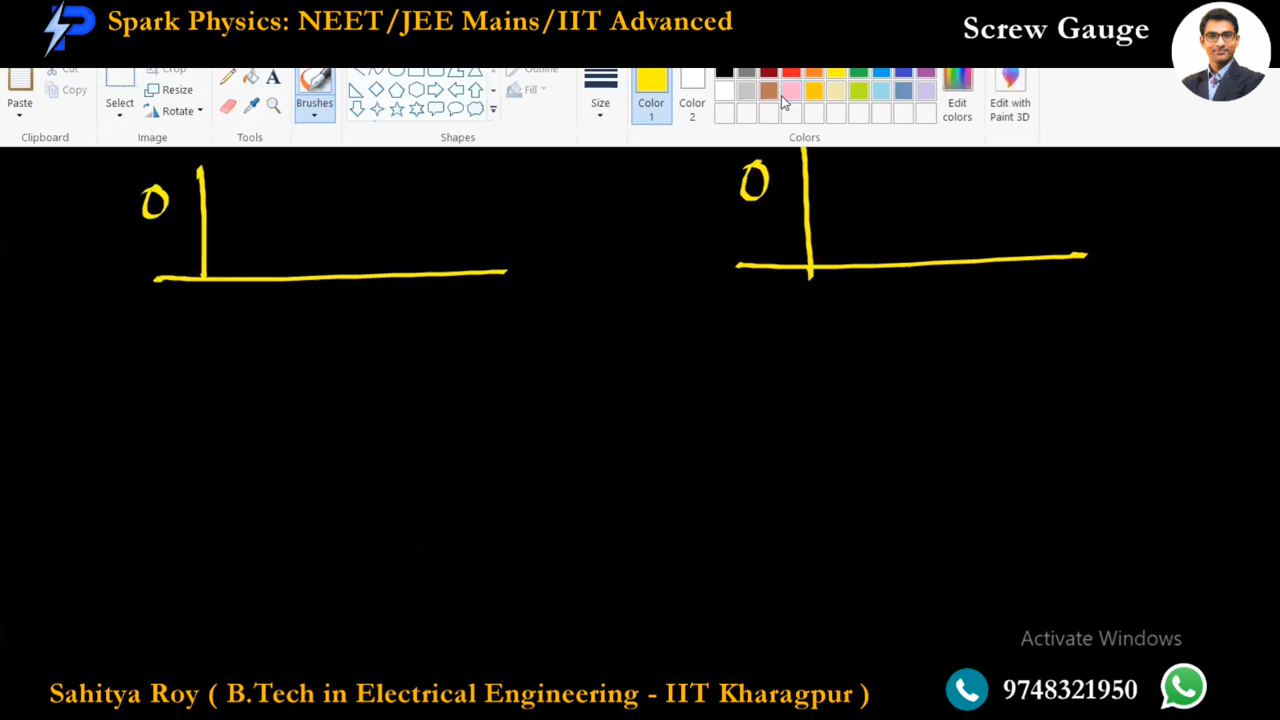 Spark Physics: NEET/JEE Mains/IIT Advanced
Screw Gauge
Cut
Crop
Outline
Paste
Copy
Select
Resize
Rotate
Brushes
Fill
Size
Color 1
Color 2
Edit colors
Edit with Paint 3D
Clipboard
Image
Tools
Shapes
Colors
0
0
Activate Windows
Sahitya Roy ( B.Tech in Electrical Engineering - IIT Kharagpur )
9748321950